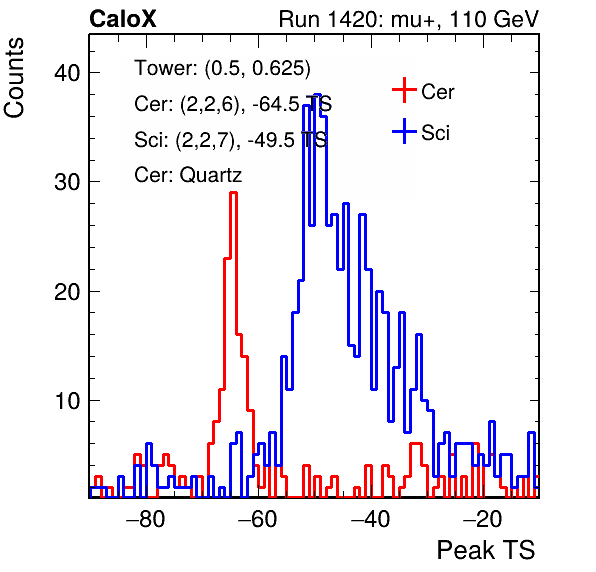 CaloX Run 1420: mu+, 110 GeV
Counts
Tower: (0.5, 0.625)
Cer: (2,2,6), -64.5 TS
Sci: (2,2,7), -49.5 TS
Cer: Quartz
Cer
Sci
40
30
20
10
−80 −60 −40 −20
Peak TS